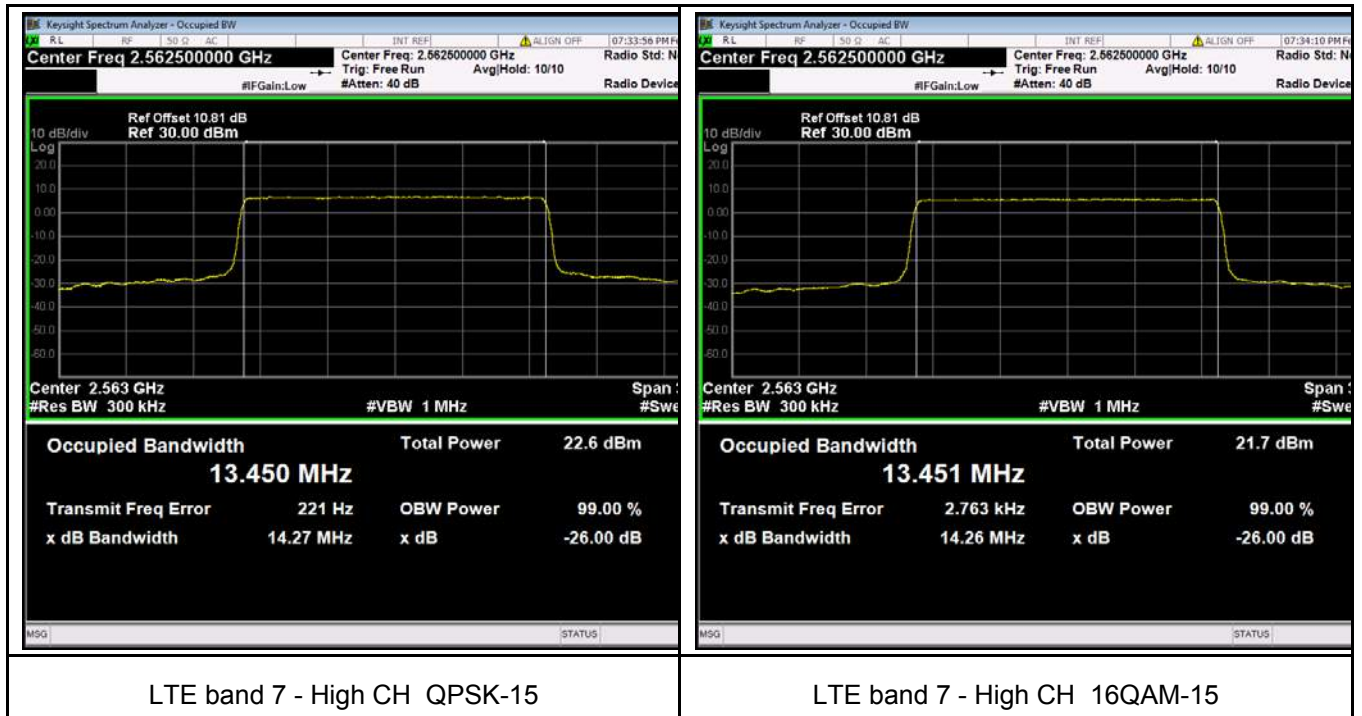 Keysight Spectrum Analyzer - Occupied BW
RL RF 50 Ω AC INT REF ALIGN OFF 07:33:56 PM
Center Freq 2.562500000 GHz
Center Freq: 2.562500000 GHz
Radio Std:
Trig: Free Run Avg|Hold: 10/10
#IFGain:Low
#Atten: 40 dB
Radio Device
Ref Offset 10.81 dB
10 dB/div Ref 30.00 dBm
Log
20.0
10.0
0.00
-10.0
-20.0
-30.0
-40.0
-50.0
-60.0
Center 2.563 GHz
Span
#Res BW 300 kHz
#VBW 1 MHz
Occupied Bandwidth
Total Power 22.6 dBm
13.450 MHz
Transmit Freq Error 221 Hz
OBW Power 99.00 %
x dB Bandwidth 14.27 MHz
x dB -26.00 dB
MSG
STATUS
LTE band 7 - High CH QPSK-15
Keysight Spectrum Analyzer - Occupied BW
RL RF 50 Ω AC INT REF ALIGN OFF 07:34:10 PM
Center Freq 2.562500000 GHz
Center Freq: 2.562500000 GHz
Radio Std:
Trig: Free Run Avg|Hold: 10/10
#IFGain:Low
#Atten: 40 dB
Radio Device
Ref Offset 10.81 dB
10 dB/div Ref 30.00 dBm
Log
20.0
10.0
0.00
-10.0
-20.0
-30.0
-40.0
-50.0
-60.0
Center 2.563 GHz
Span
#Res BW 300 kHz
#VBW 1 MHz
Occupied Bandwidth
Total Power 21.7 dBm
13.451 MHz
Transmit Freq Error 2.763 kHz
OBW Power 99.00 %
x dB Bandwidth 14.26 MHz
x dB -26.00 dB
MSG
STATUS
LTE band 7 - High CH 16QAM-15